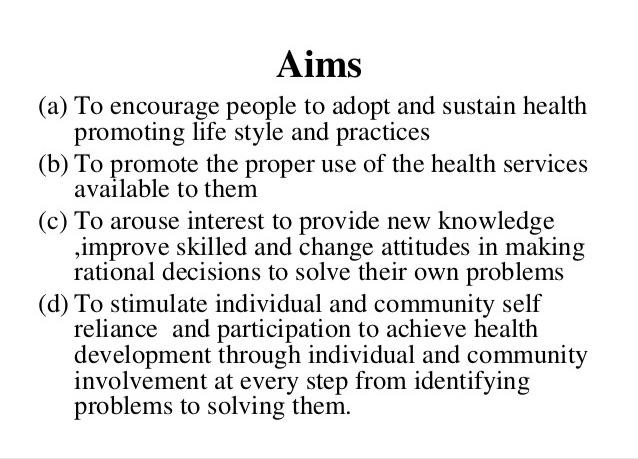 Aims
(a) To encourage people to adopt and sustain health
promoting life style and practices
(b) To promote the proper use of the health services
available to them
(c) To arouse interest to provide new knowledge
,improve skilled and change attitudes in making
rational decisions to solve their own problems
(d) To stimulate individual and community self
reliance  and participation to achieve health
development through individual and community
involvement at every step from identifying
problems to solving them.